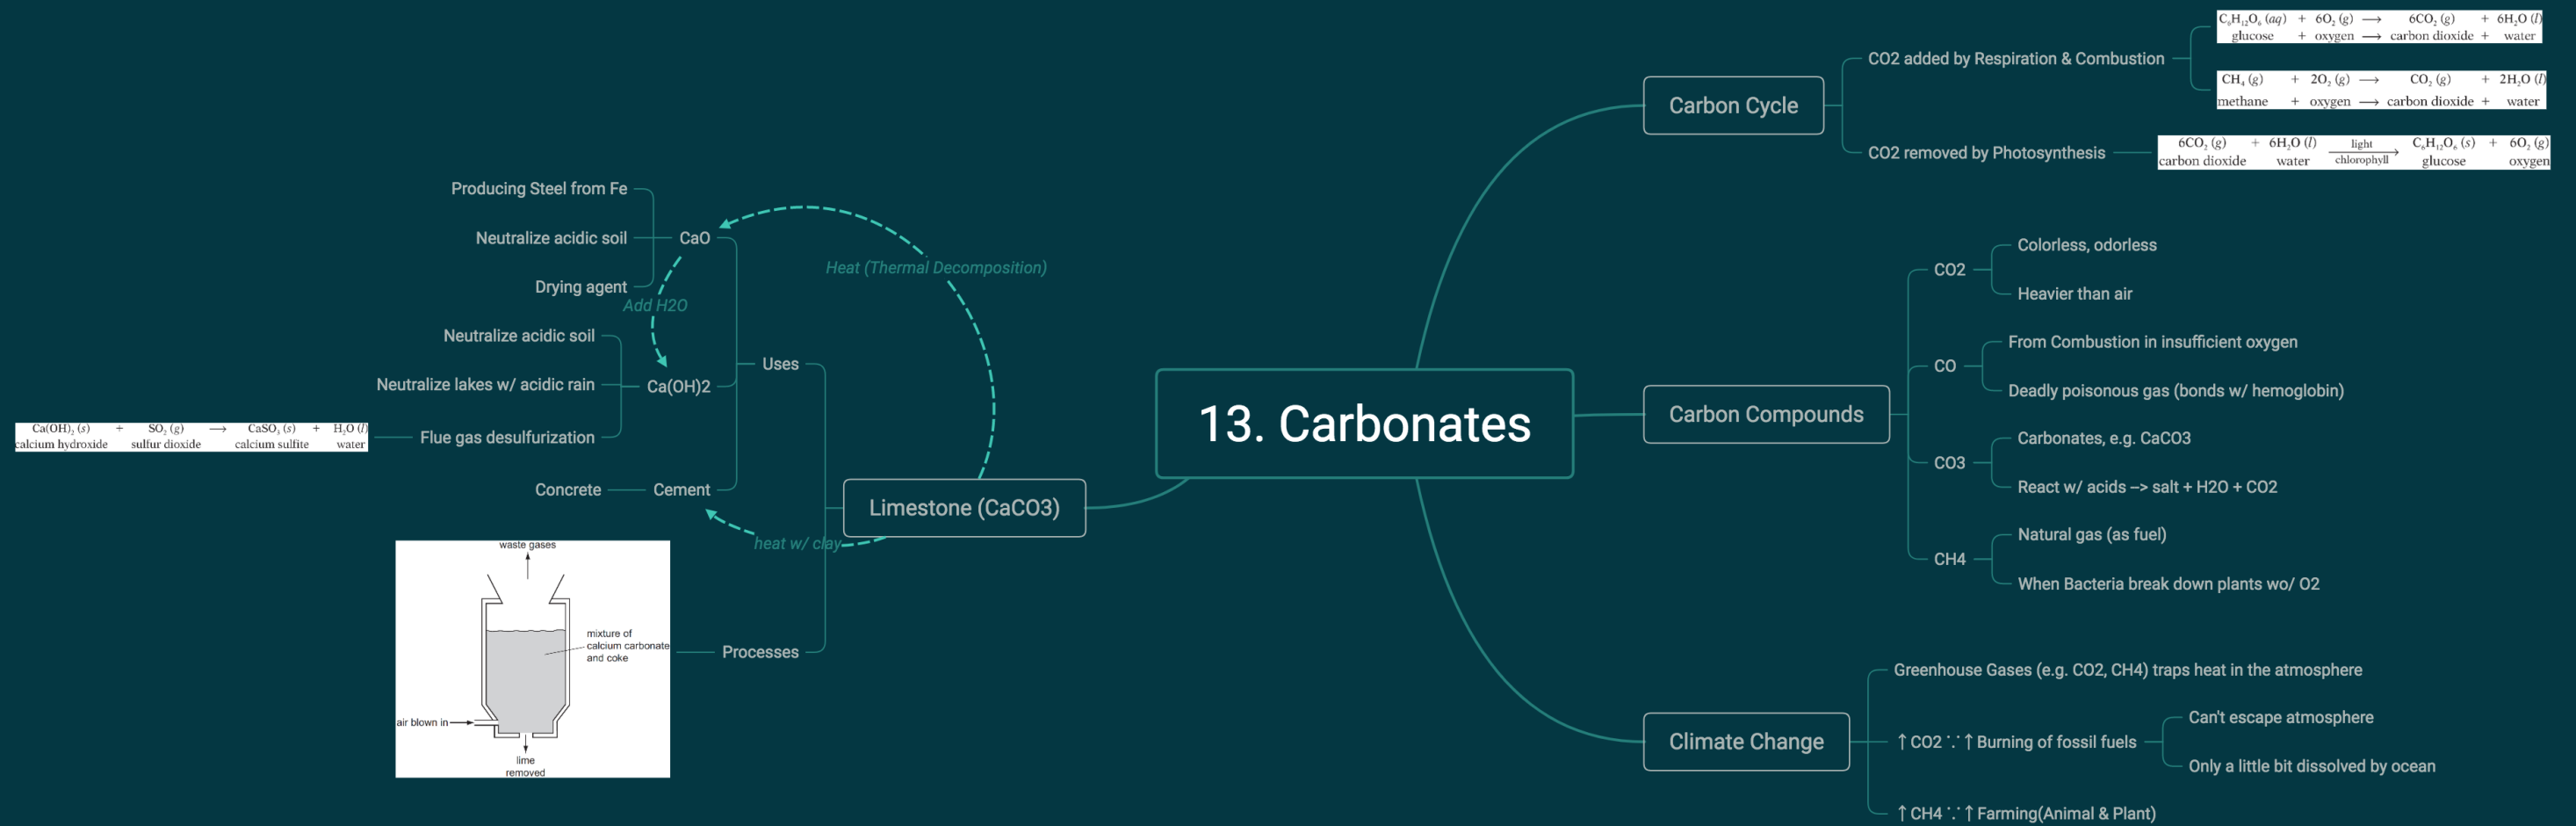 13. Carbonates
Carbon Cycle
CO2 added by Respiration & Combustion
C₆H₁₂O₆ (aq) + 6O₂ (g) ⟶ 6CO₂ (g) + 6H₂O (l)
glucose + oxygen ⟶ carbon dioxide + water
CH₄ (g) + 2O₂ (g) ⟶ CO₂ (g) + 2H₂O (l)
methane + oxygen ⟶ carbon dioxide + water
CO2 removed by Photosynthesis
6CO₂ (g) + 6H₂O (l) light C₆H₁₂O₆ (s) + 6O₂ (g)
carbon dioxide water chlorophyll glucose oxygen
Carbon Compounds
CO2
Colorless, odorless
Heavier than air
CO
From Combustion in insufficient oxygen
Deadly poisonous gas (bonds w/ hemoglobin)
CO3
Carbonates, e.g. CaCO3
React w/ acids –> salt + H2O + CO2
CH4
Natural gas (as fuel)
When Bacteria break down plants wo/ O2
Climate Change
Greenhouse Gases (e.g. CO2, CH4) traps heat in the atmosphere
↑ CO2 ∵ ↑ Burning of fossil fuels
Can't escape atmosphere
Only a little bit dissolved by ocean
↑ CH4 ∵ ↑ Farming(Animal & Plant)
Limestone (CaCO3)
Heat (Thermal Decomposition)
heat w/ clay
Uses
CaO
Producing Steel from Fe
Neutralize acidic soil
Drying agent
Add H2O
Ca(OH)2
Neutralize acidic soil
Neutralize lakes w/ acidic rain
Flue gas desulfurization
Ca(OH)₂ (s) + SO₂ (g) ⟶ CaSO₃ (s) + H₂O (l)
calcium hydroxide sulfur dioxide calcium sulfite water
Cement
Concrete
Processes
waste gases
mixture of
calcium carbonate
and coke
air blown in
lime
removed